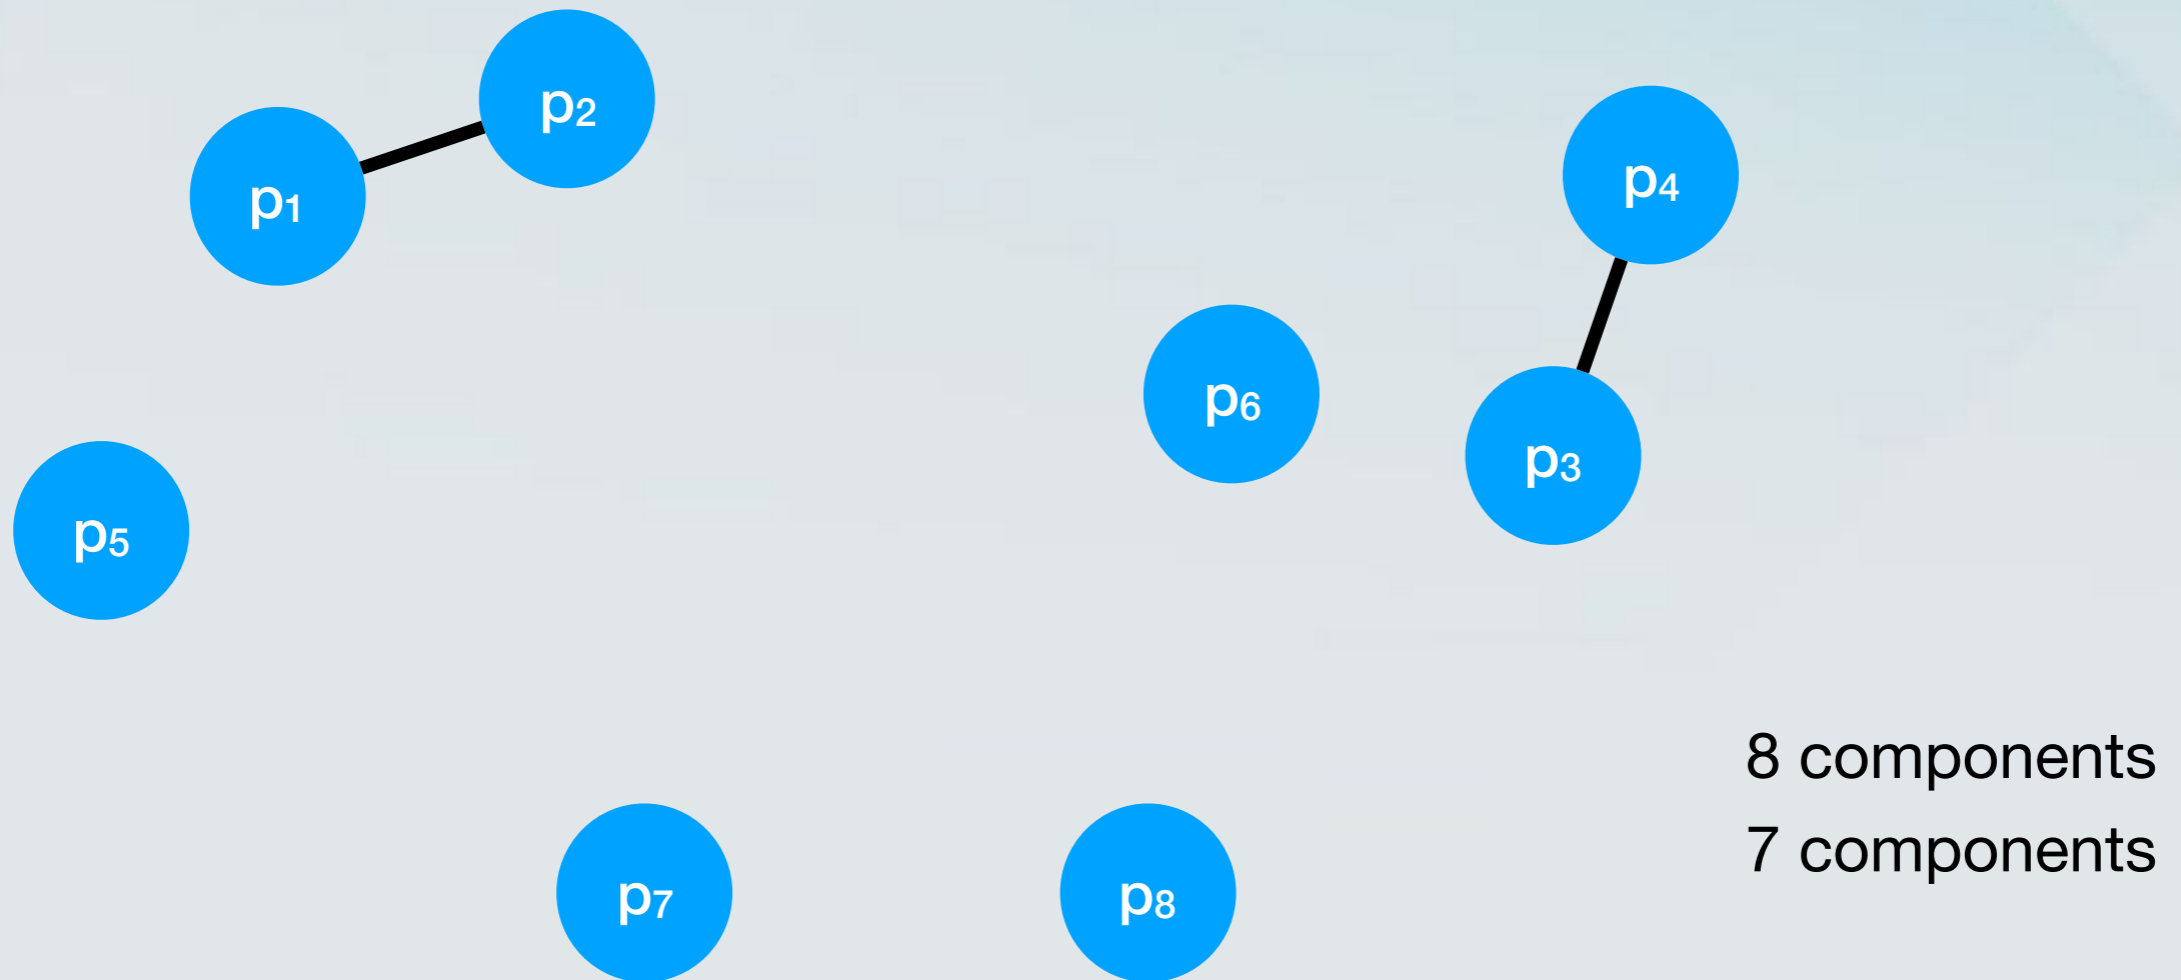 p₂
p₁
p₄
p₆
p₃
p₅
8 components
7 components
p₇
p₈